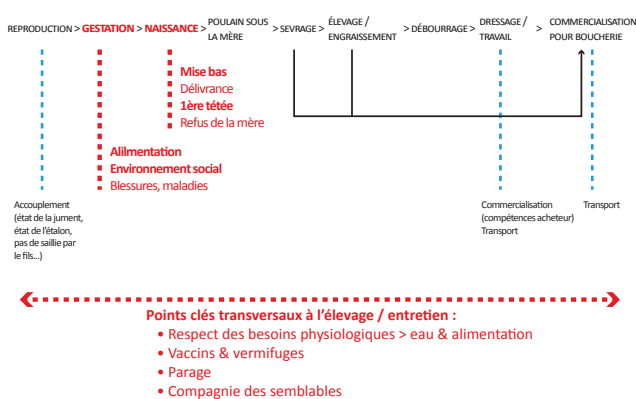 REPRODUCTION > GESTATION > NAISSANCE > POULAIN SOUS LA MÈRE > SEVRAGE > ÉLEVAGE / ENGRAISSEMENT > DÉBOURRAGE > DRESSAGE / TRAVAIL > COMMERCIALISATION POUR BOUCHERIE
Mise bas
Délivrance
1ère tétée
Refus de la mère
Alilmentation
Environnement social
Blessures, maladies
Accouplement
(état de la jument,
état de l'étalon,
pas de saillie par
le fils...)
Commercialisation
(compétences acheteur)
Transport
Transport
Points clés transversaux à l'élevage / entretien :
• Respect des besoins physiologiques > eau & alimentation
• Vaccins & vermifuges
• Parage
• Compagnie des semblables